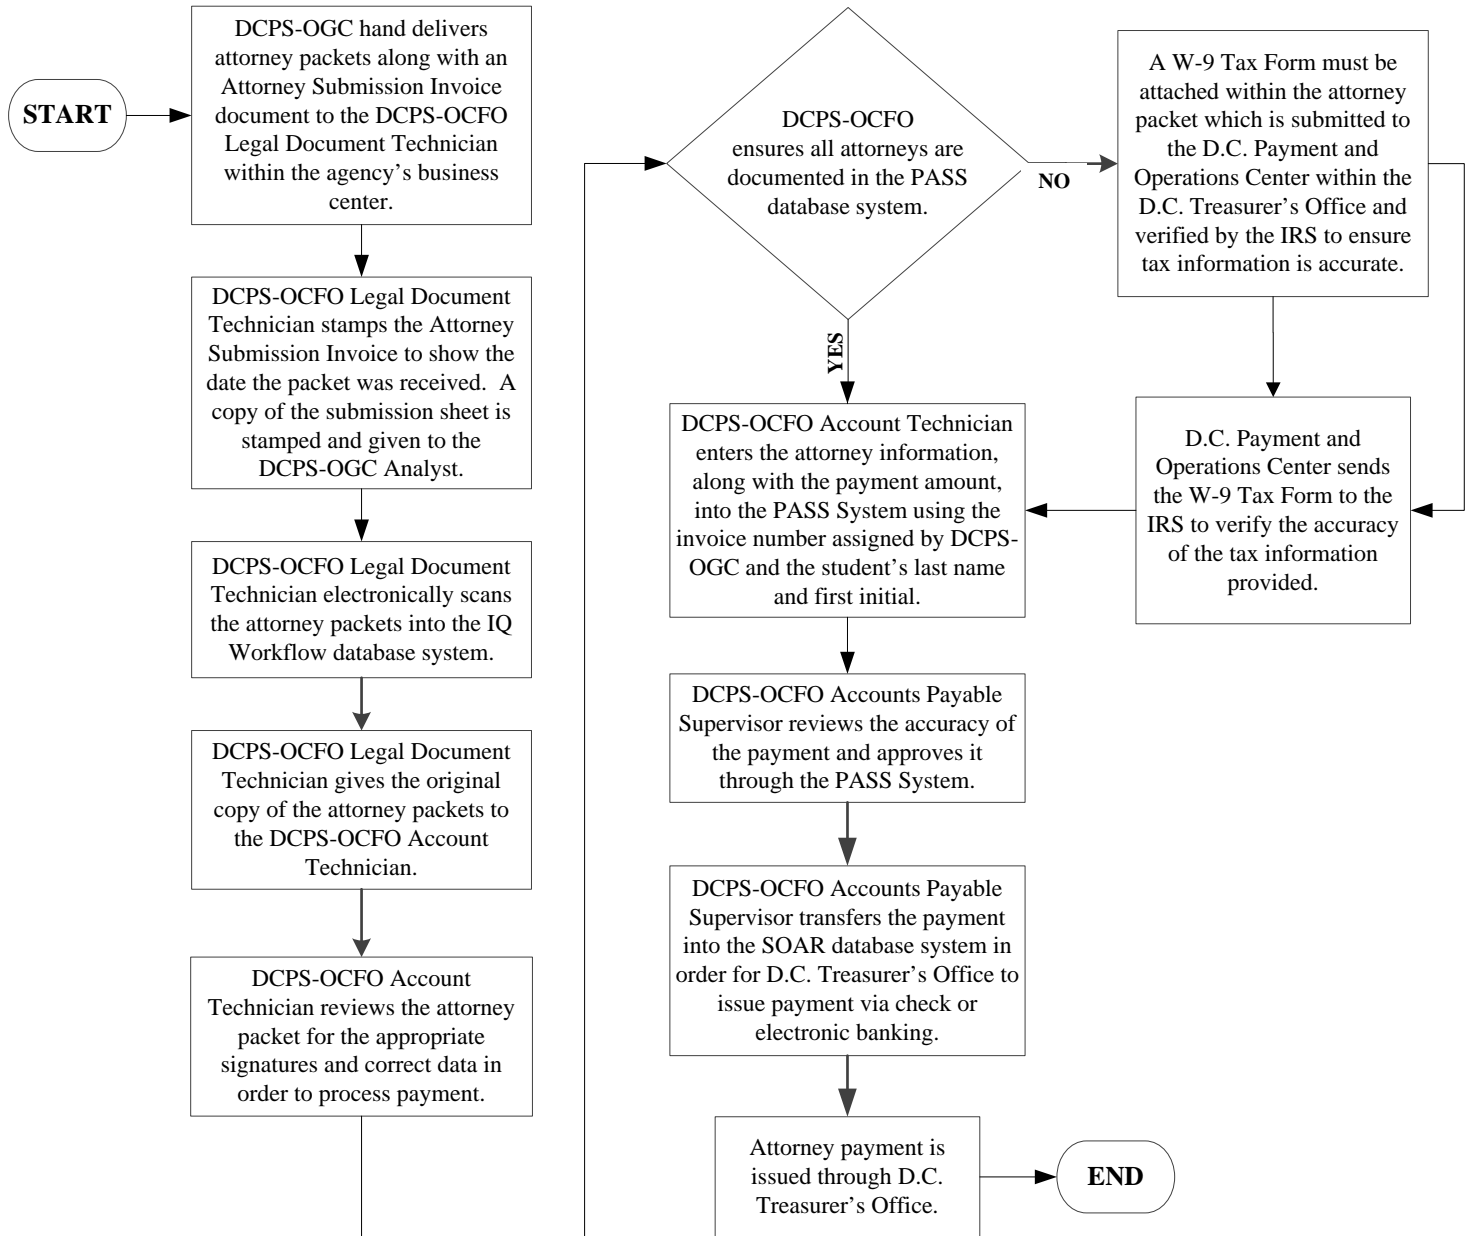 START
DCPS-OGC hand delivers
attorney packets along with an
Attorney Submission Invoice
document to the DCPS-OCFO
Legal Document Technician
within the agency’s business
center.
DCPS-OCFO Legal Document
Technician stamps the Attorney
Submission Invoice to show the
date the packet was received.  A
copy of the submission sheet is
stamped and given to the
DCPS-OGC Analyst.
DCPS-OCFO Legal Document
Technician electronically scans
the attorney packets into the IQ
Workflow database system.
DCPS-OCFO Legal Document
Technician gives the original
copy of the attorney packets to
the DCPS-OCFO Account
Technician.
DCPS-OCFO Account
Technician reviews the attorney
packet for the appropriate
signatures and correct data in
order to process payment.
DCPS-OCFO
ensures all attorneys are
documented in the PASS
database system.
NO
A W-9 Tax Form must be
attached within the attorney
packet which is submitted to
the D.C. Payment and
Operations Center within the
D.C. Treasurer’s Office and
verified by the IRS to ensure
tax information is accurate.
D.C. Payment and
Operations Center sends
the W-9 Tax Form to the
IRS to verify the accuracy
of the tax information
provided.
YES
DCPS-OCFO Account Technician
enters the attorney information,
along with the payment amount,
into the PASS System using the
invoice number assigned by DCPS-
OGC and the student’s last name
and first initial.
DCPS-OCFO Accounts Payable
Supervisor reviews the accuracy of
the payment and approves it
through the PASS System.
DCPS-OCFO Accounts Payable
Supervisor transfers the payment
into the SOAR database system in
order for D.C. Treasurer’s Office to
issue payment via check or
electronic banking.
Attorney payment is
issued through D.C.
Treasurer’s Office.
END